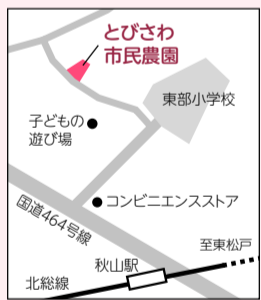 とびさわ
市民農園
東部小学校
子どもの
遊び場
コンビニエンスストア
国道464号線
至東松戸
秋山駅
北総線